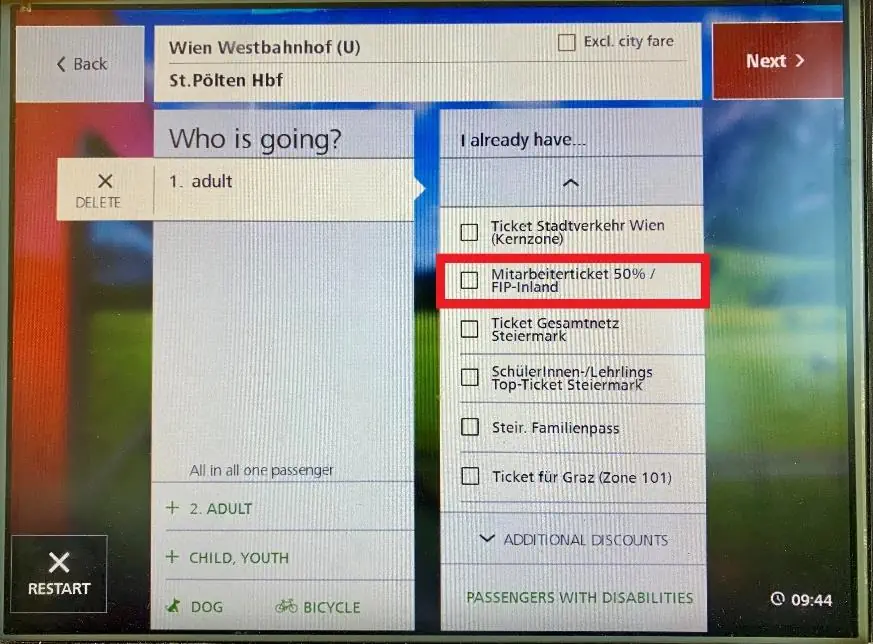 Back
Wien Westbahnhof (U)
Excl. city fare
St.Pölten Hbf
Next
Who is going?
1. adult
DELETE
All in all one passenger
+ 2. ADULT
+ CHILD, YOUTH
DOG
BICYCLE
I already have...
Ticket Stadtverkehr Wien
(Kernzone)
Mitarbeiterticket 50% /
FIP-Inland
Ticket Gesamtnetz
Steiermark
SchülerInnen-/Lehrlings
Top-Ticket Steiermark
Steir. Familienpass
Ticket für Graz (Zone 101)
ADDITIONAL DISCOUNTS
PASSENGERS WITH DISABILITIES
RESTART
09:44